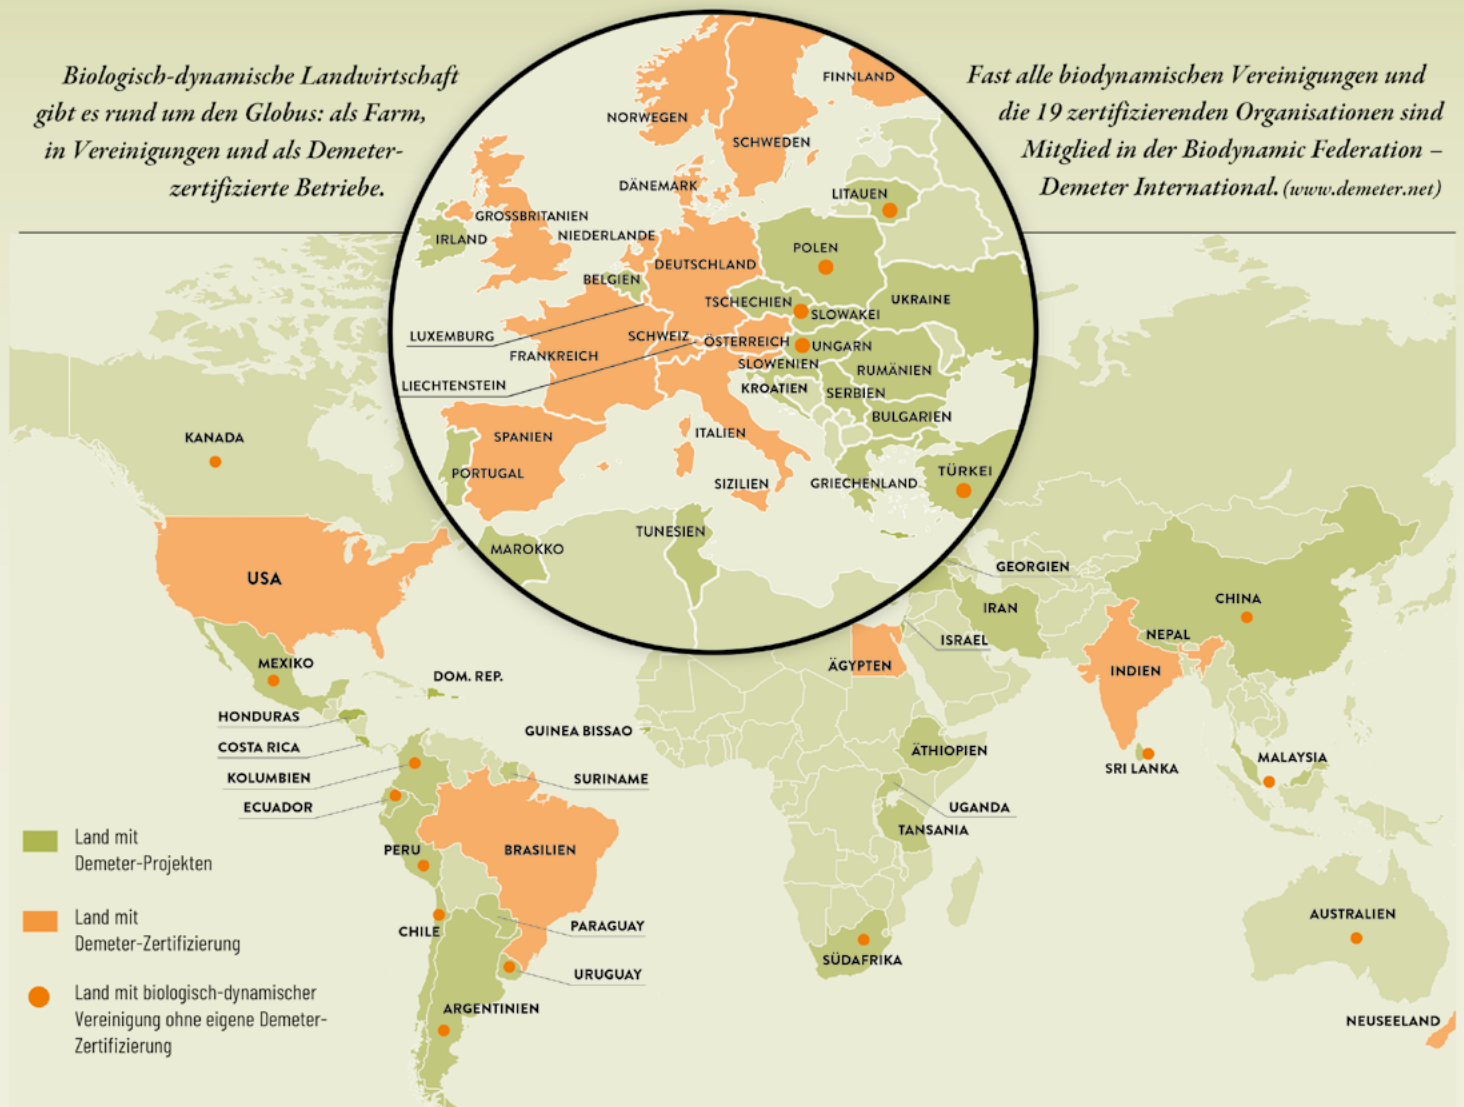 Biologisch-dynamische Landwirtschaft
gibt es rund um den Globus: als Farm,
in Vereinigungen und als Demeter-
zertifizierte Betriebe.
Fast alle biodynamischen Vereinigungen und
die 19 zertifizierenden Organisationen sind
Mitglied in der Biodynamic Federation –
Demeter International. (www.demeter.net)
FINNLAND
NORWEGEN
SCHWEDEN
DÄNEMARK
LITAUEN
GROSSBRITANIEN
IRLAND
NIEDERLANDE
POLEN
DEUTSCHLAND
BELGIEN
TSCHECHIEN
UKRAINE
SLOWAKEI
LUXEMBURG
SCHWEIZ
ÖSTERREICH
UNGARN
FRANKREICH
SLOWENIEN
RUMÄNIEN
LIECHTENSTEIN
KROATIEN
SERBIEN
BULGARIEN
SPANIEN
ITALIEN
PORTUGAL
SIZILIEN
GRIECHENLAND
TÜRKEI
TUNESIEN
MAROKKO
KANADA
USA
GEORGIEN
IRAN
CHINA
ISRAEL
NEPAL
MEXIKO
DOM. REP.
ÄGYPTEN
INDIEN
HONDURAS
GUINEA BISSAO
COSTA RICA
ÄTHIOPIEN
KOLUMBIEN
SURINAME
SRI LANKA
MALAYSIA
ECUADOR
UGANDA
TANSANIA
PERU
BRASILIEN
CHILE
PARAGUAY
URUGUAY
SÜDAFRIKA
AUSTRALIEN
ARGENTINIEN
NEUSEELAND
Land mit
Demeter-Projekten
Land mit
Demeter-Zertifizierung
Land mit biologisch-dynamischer
Vereinigung ohne eigene Demeter-
Zertifizierung